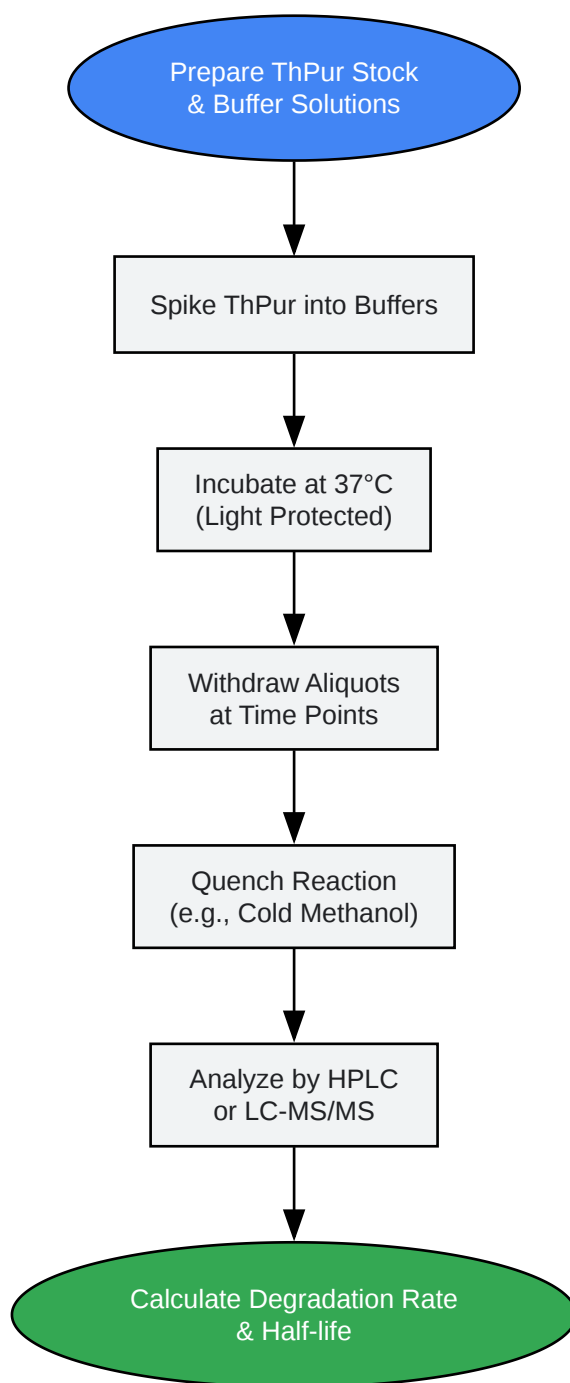 Prepare ThPur Stock
& Buffer Solutions
Spike ThPur into Buffers
Incubate at 37°C
(Light Protected)
Withdraw Aliquots
at Time Points
Quench Reaction
(e.g., Cold Methanol)
Analyze by HPLC
or LC-MS/MS
Calculate Degradation Rate
& Half-life